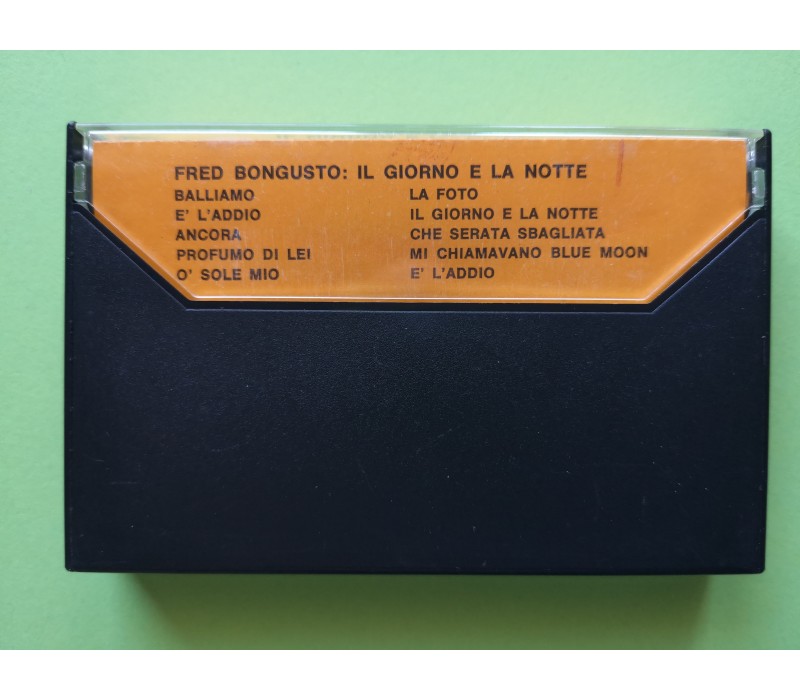 FRED BONGUSTO: IL GIORNO E LA NOTTE
BALLIAMO
E' L'ADDIO
ANCORA
PROFUMO DI LEI
O' SOLE MIO
LA FOTO
IL GIORNO E LA NOTTE
CHE SERATA SBAGLIATA
MI CHIAMAVANO BLUE MOON
E' L'ADDIO